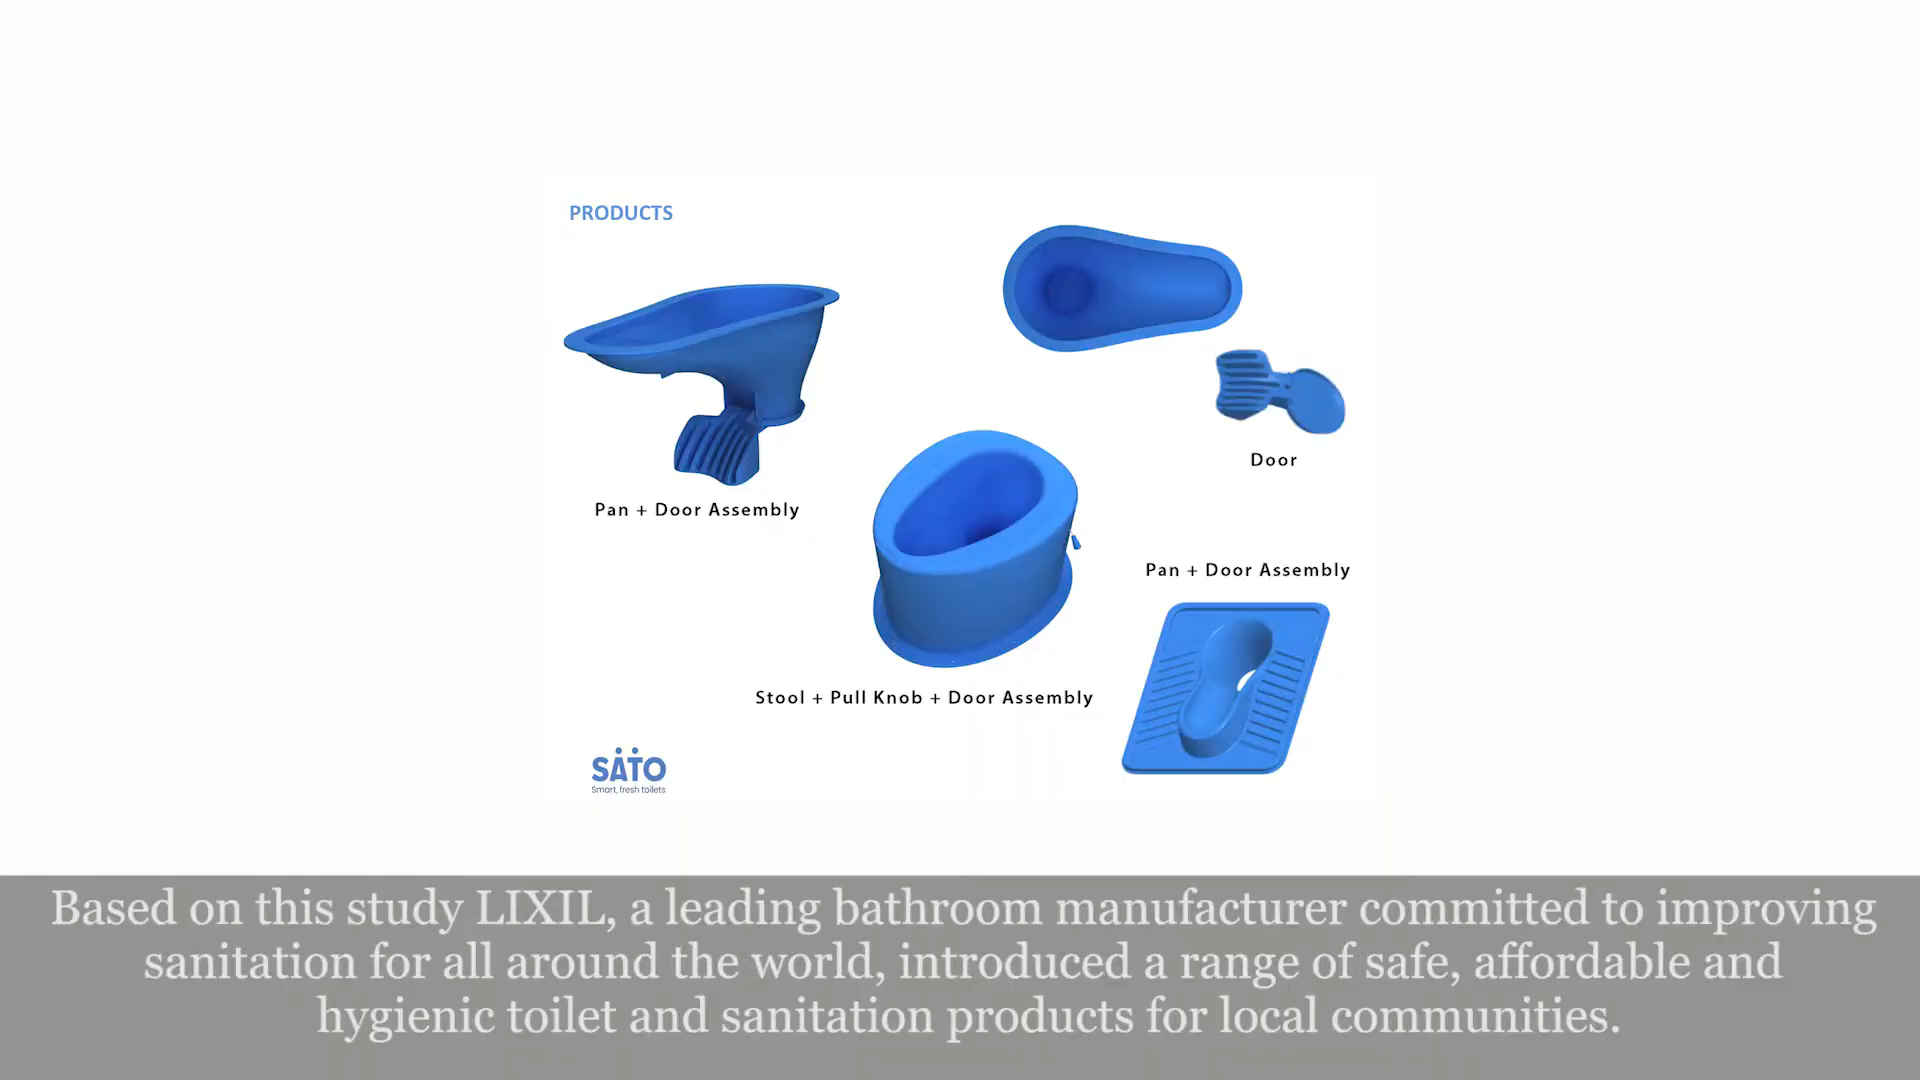 PRODUCTS
Door
Pan + Door Assembly
Pan + Door Assembly
Stool + Pull Knob + Door Assembly
SATO
Smart, fresh toilets
Based on this study LIXIL, a leading bathroom manufacturer committed to improving
sanitation for all around the world, introduced a range of safe, affordable and
hygienic toilet and sanitation products for local communities.